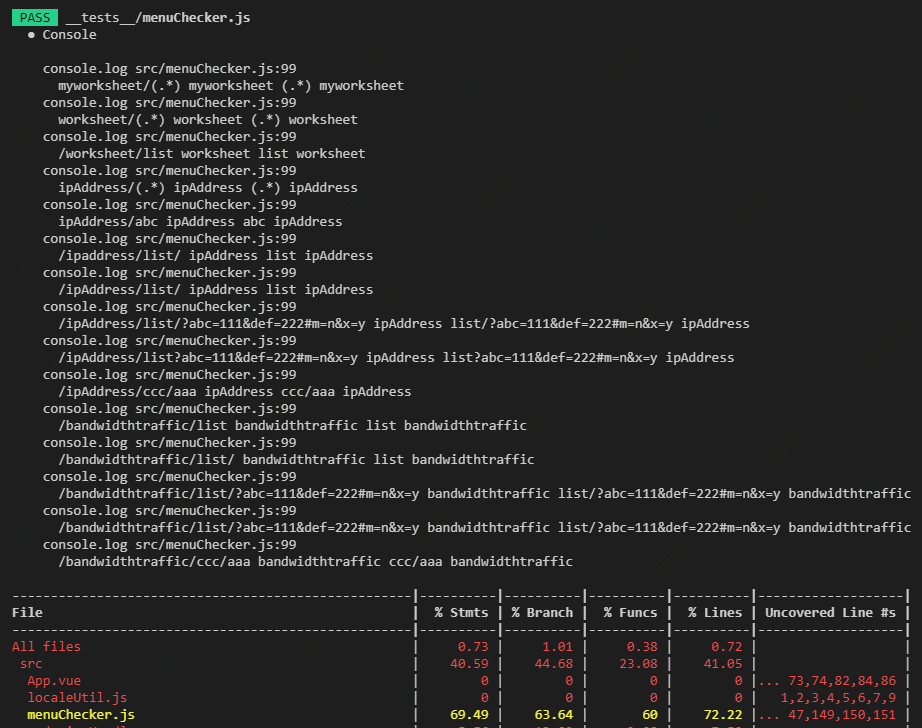 PASS __tests__/menuChecker.js
● Console
console.log src/menuChecker.js:99
myworksheet/(.*) myworksheet (.*) myworksheet
console.log src/menuChecker.js:99
worksheet/(.*) worksheet (.*) worksheet
console.log src/menuChecker.js:99
/worksheet/list worksheet list worksheet
console.log src/menuChecker.js:99
ipAddress/(.*) ipAddress (.*) ipAddress
console.log src/menuChecker.js:99
ipAddress/abc ipAddress abc ipAddress
console.log src/menuChecker.js:99
/ipaddress/list/ ipAddress list ipAddress
console.log src/menuChecker.js:99
/ipAddress/list/ ipAddress list ipAddress
console.log src/menuChecker.js:99
/ipAddress/list/?abc=111&def=222#m=n&x=y ipAddress list/?abc=111&def=222#m=n&x=y ipAddress
console.log src/menuChecker.js:99
/ipAddress/list?abc=111&def=222#m=n&x=y ipAddress list?abc=111&def=222#m=n&x=y ipAddress
console.log src/menuChecker.js:99
/ipAddress/ccc/aaa ipAddress ccc/aaa ipAddress
console.log src/menuChecker.js:99
/bandwidthtraffic/list bandwidthtraffic list bandwidthtraffic
console.log src/menuChecker.js:99
/bandwidthtraffic/list/ bandwidthtraffic list bandwidthtraffic
console.log src/menuChecker.js:99
/bandwidthtraffic/list/?abc=111&def=222#m=n&x=y bandwidthtraffic list/?abc=111&def=222#m=n&x=y bandwidthtraffic
console.log src/menuChecker.js:99
/bandwidthtraffic/list/?abc=111&def=222#m=n&x=y bandwidthtraffic list/?abc=111&def=222#m=n&x=y bandwidthtraffic
console.log src/menuChecker.js:99
/bandwidthtraffic/ccc/aaa bandwidthtraffic ccc/aaa bandwidthtraffic
File | % Stmts | % Branch | % Funcs | % Lines | Uncovered Line #s |
All files | 0.73 | 1.01 | 0.38 | 0.72 | |
src | 40.59 | 44.68 | 23.08 | 41.05 | |
App.vue | 0 | 0 | 0 | 0 |... 73,74,82,84,86 |
localeUtil.js | 0 | 0 | 0 | 0 | 1,2,3,4,5,6,7,9 |
menuChecker.js | 69.49 | 63.64 | 60 | 72.22 |... 47,149,150,151 |